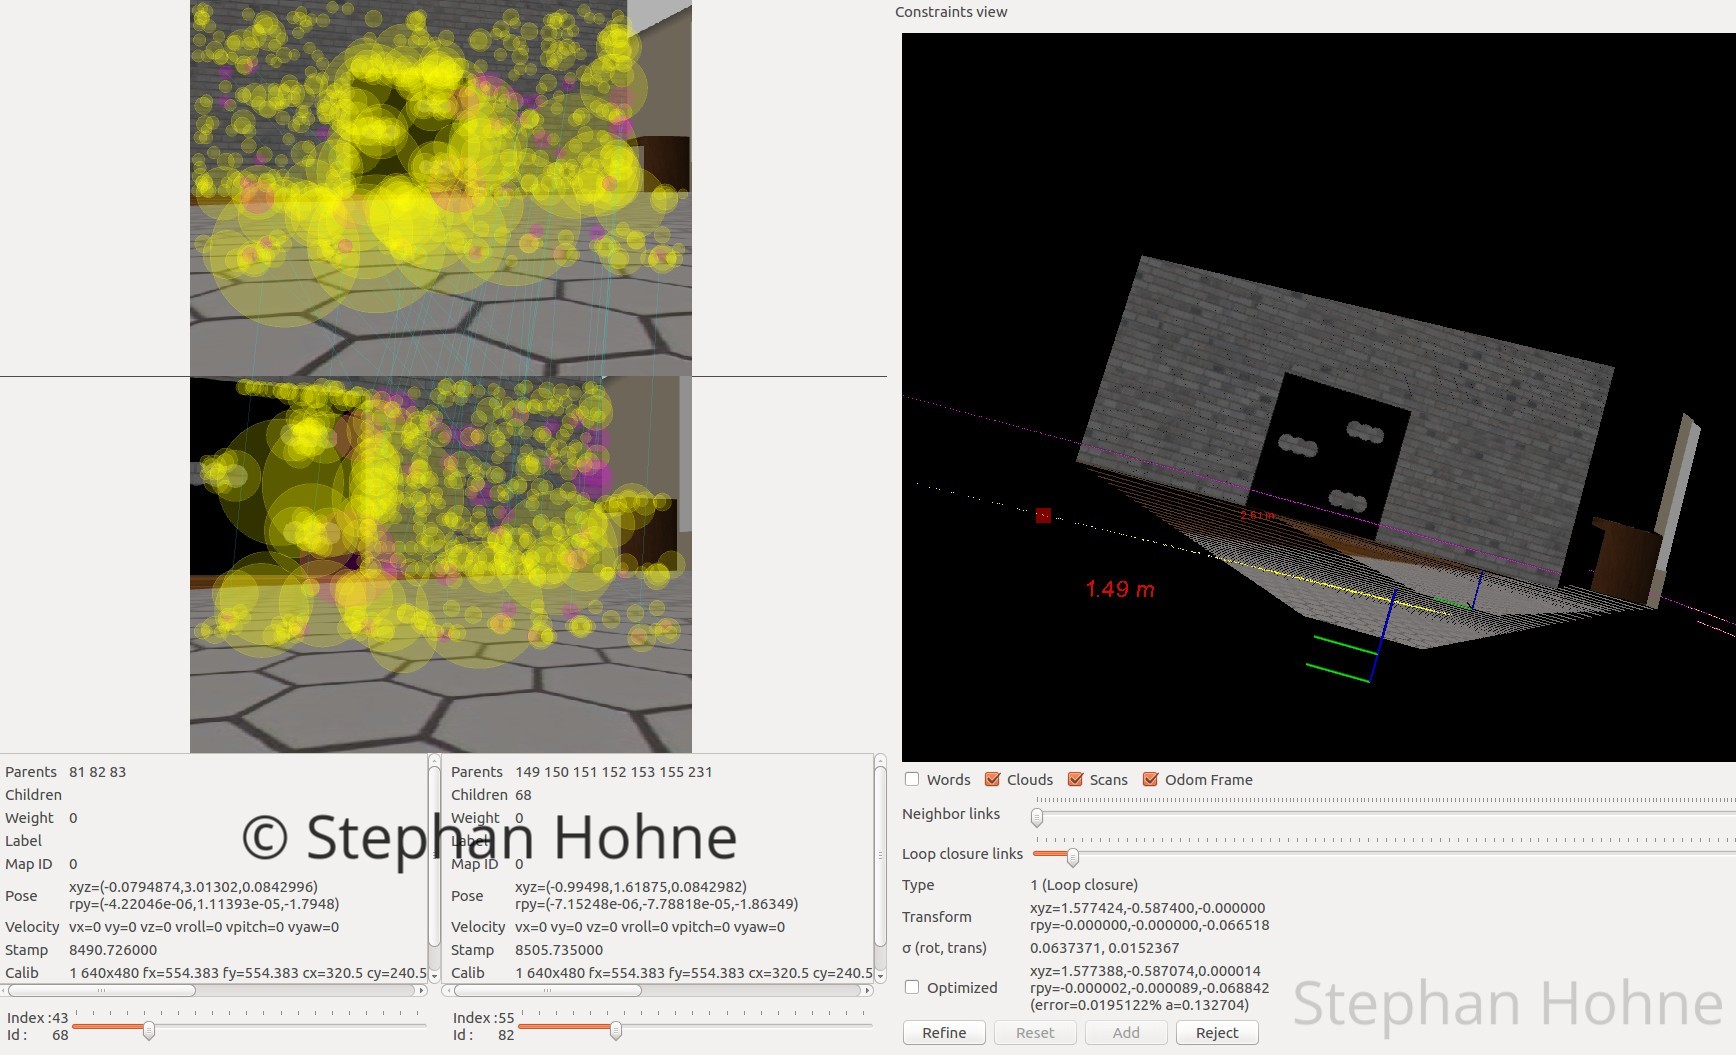 Constraints view
2.61 m
1.49 m
Parents 81 82 83
Children
Weight 0
Label
Map ID 0
Pose xyz=(-0.0794874,3.01302,0.0842996)
rpy=(-4.22046e-06,1.11393e-05,-1.7948)
Velocity vx=0 vy=0 vz=0 vroll=0 vpitch=0 vyaw=0
Stamp 8490.726000
Calib 1 640x480 fx=554.383 fy=554.383 cx=320.5 cy=240.5
Index :43
Id : 68
Parents 149 150 151 152 153 155 231
Children 68
Weight 0
Label
Map ID 0
Pose xyz=(-0.99498,1.61875,0.0842982)
rpy=(-7.15248e-06,-7.78818e-05,-1.86349)
Velocity vx=0 vy=0 vz=0 vroll=0 vpitch=0 vyaw=0
Stamp 8505.735000
Calib 1 640x480 fx=554.383 fy=554.383 cx=320.5 cy=240.5
Index :55
Id : 82
© Stephan Hohne
Words Clouds Scans Odom Frame
Neighbor links
Loop closure links
Type 1 (Loop closure)
Transform xyz=1.577424,-0.587400,-0.000000
rpy=-0.000000,-0.000000,-0.066518
σ (rot, trans) 0.0637371, 0.0152367
Optimized xyz=1.577388,-0.587074,0.000014
rpy=-0.000002,-0.000089,-0.068842
(error=0.0195122% a=0.132704)
Refine Reset Add Reject
Stephan Hohne